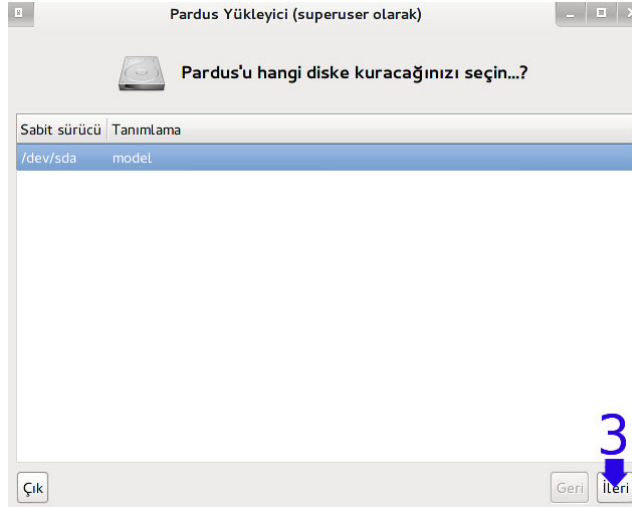 Pardus Yükleyici (superuser olarak)
Pardus'u hangi diske kuracağınızı seçin...?
Sabit sürücü Tanımlama
/dev/sda model
3
Çık Geri İleri